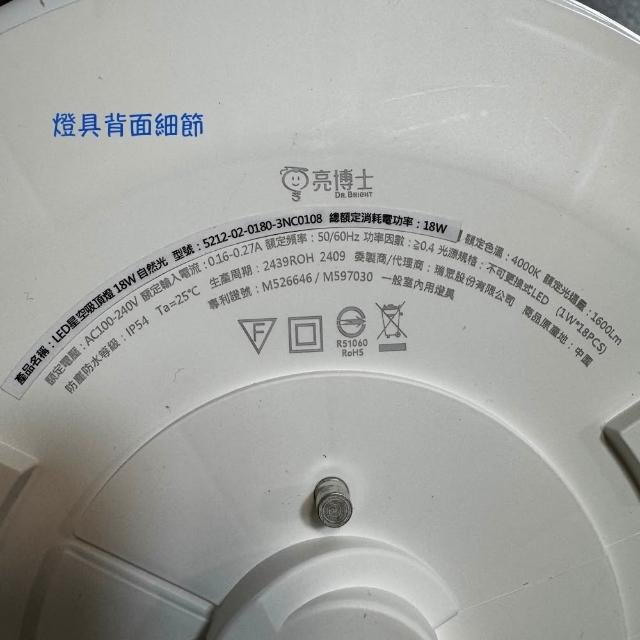 燈具背面細節
亮博士
DR. BRIGHT
產品名稱：LED星空吸頂燈 18W 自然光 型號：5212-02-0180-3NC0108 總額定消耗電功率：18W 額定色溫：4000K 額定光通量：1600Lm
額定電壓：AC100-240V 額定輸入電流：0.16-0.27A 額定頻率：50/60Hz 功率因數：≧0.4 光源規格：不可更換式LED (1W*18PCS)
防塵防水等級：IP54 Ta=25℃ 生產周期：2439ROH 2409 委製商/代理商：瑞眾股份有限公司 商品原產地：中國
專利證號：M526646 / M597030 一般室內用燈具
F
R51060
RoHS